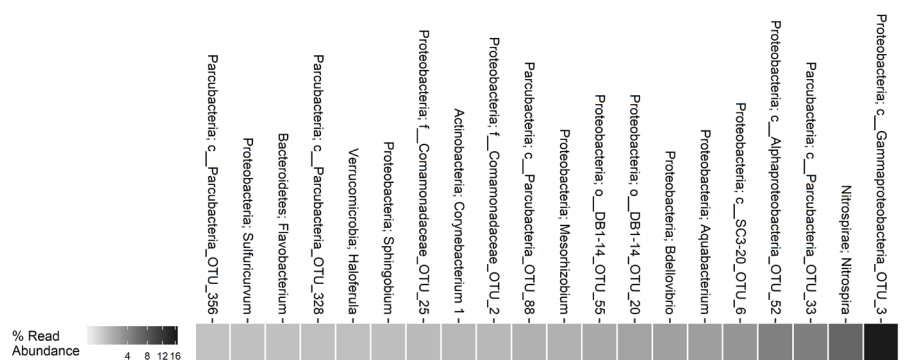 Parcubacteria; c__Parcubacteria_OTU_356
Proteobacteria; Sulfuricurvum
Bacteroidetes; Flavobacterium
Parcubacteria; c__Parcubacteria_OTU_328
Verrucomicrobia; Haloferula
Proteobacteria; Sphingobium
Proteobacteria; f__Comamonadaceae_OTU_25
Actinobacteria; Corynebacterium 1
Proteobacteria; f__Comamonadaceae_OTU_2
Parcubacteria; c__Parcubacteria_OTU_88
Proteobacteria; Mesorhizobium
Proteobacteria; o__DB1-14_OTU_55
Proteobacteria; o__DB1-14_OTU_20
Proteobacteria; Bdellovibrio
Proteobacteria; Aquabacterium
Proteobacteria; c__SC3-20_OTU_6
Proteobacteria; c__Alphaproteobacteria_OTU_52
Parcubacteria; c__Parcubacteria_OTU_33
Nitrospirae; Nitrospira
Proteobacteria; c__Gammaproteobacteria_OTU_3
% Read
Abundance
4 8 12 16